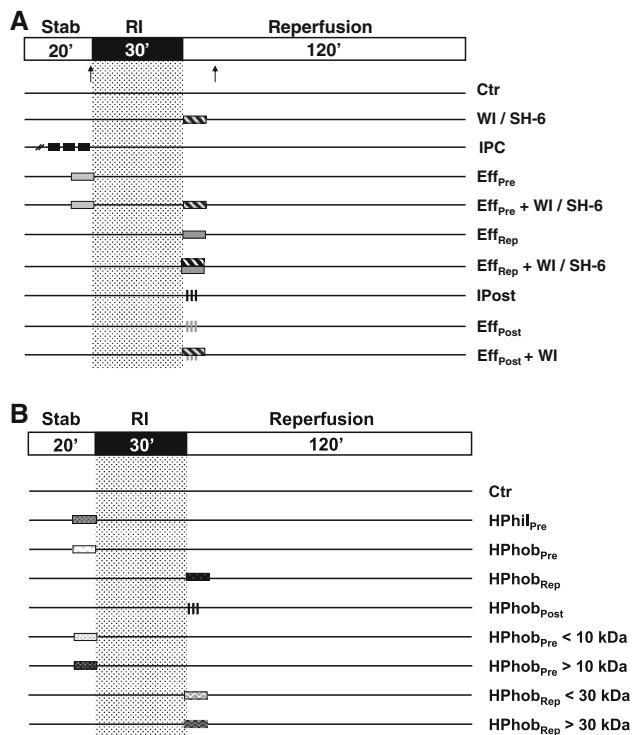 A
Stab RI Reperfusion
20’ 30’ 120’
Ctr
WI / SH-6
IPC
EffPre
EffPre + WI / SH-6
EffRep
EffRep + WI / SH-6
IPost
EffPost
EffPost + WI
B
Stab RI Reperfusion
20’ 30’ 120’
Ctr
HPhilPre
HPhobPre
HPhobRep
HPhobPost
HPhobPre < 10 kDa
HPhobPre > 10 kDa
HPhobRep < 30 kDa
HPhobRep > 30 kDa